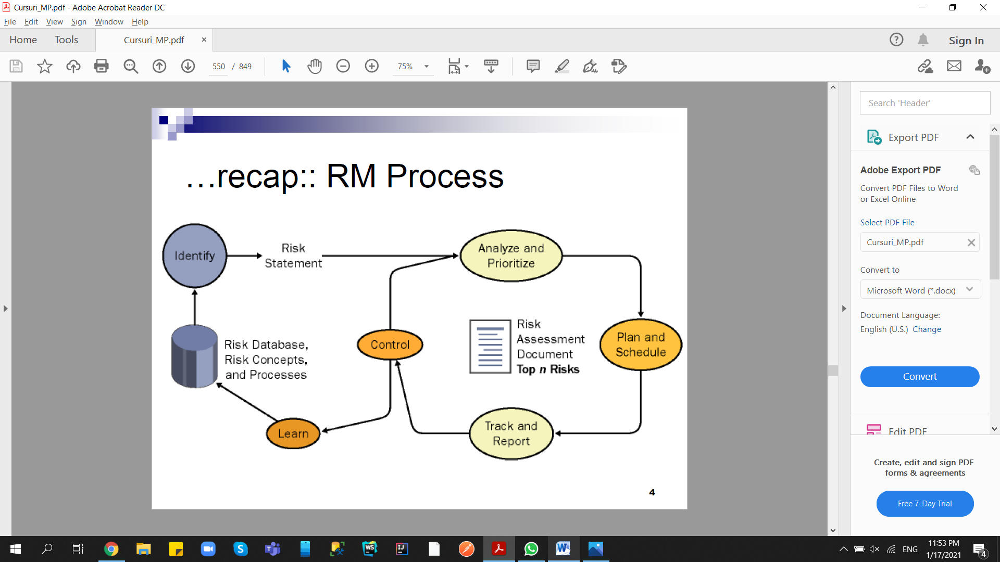 Cursuri_MP.pdf - Adobe Acrobat Reader DC
File Edit View Sign Window Help
Home Tools Cursuri_MP.pdf × Sign In
550 / 849 75%
…recap:: RM Process
Identify
Risk
Statement
Analyze and
Prioritize
Control
Risk
Assessment
Document
Top n Risks
Plan and
Schedule
Risk Database,
Risk Concepts,
and Processes
Learn
Track and
Report
4
Search 'Header'
Export PDF
Adobe Export PDF
Convert PDF Files to Word
or Excel Online
Select PDF File
Cursuri_MP.pdf
Convert to
Microsoft Word (*.docx)
Document Language:
English (U.S.) Change
Convert
Edit PDF
Create, edit and sign PDF
forms & agreements
Free 7-Day Trial
WS
IJ
ENG
11:53 PM
1/17/2021
4